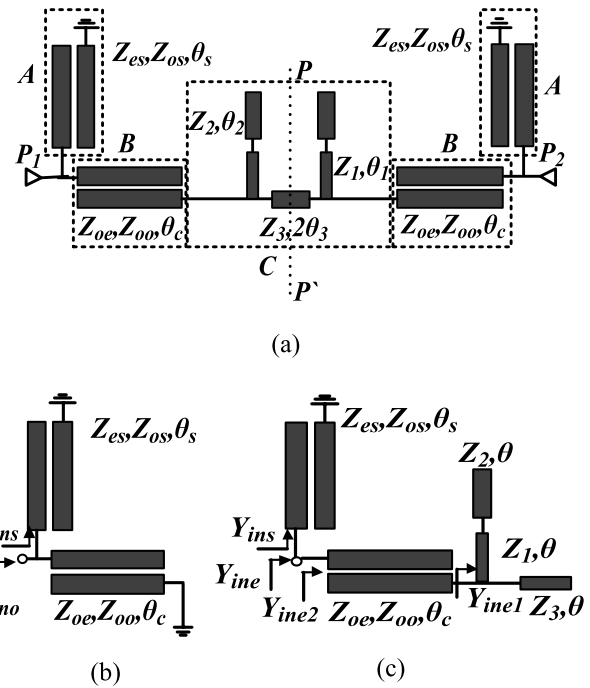 Zes,Zos,θs
Zes,Zos,θs
A
P
A
Z2,θ2
B
B
P1
Z1,θ1
P2
Zoe,Zoo,θc
Z3,2θ3
Zoe,Zoo,θc
C
P`
(a)
Zes,Zos,θs
Zes,Zos,θs
Z2,θ
ns
Yins
Z1,θ
Yine
no
Zoe,Zoo,θc
Yine2
Zoe,Zoo,θc
Yine1
Z3,θ
(b)
(c)